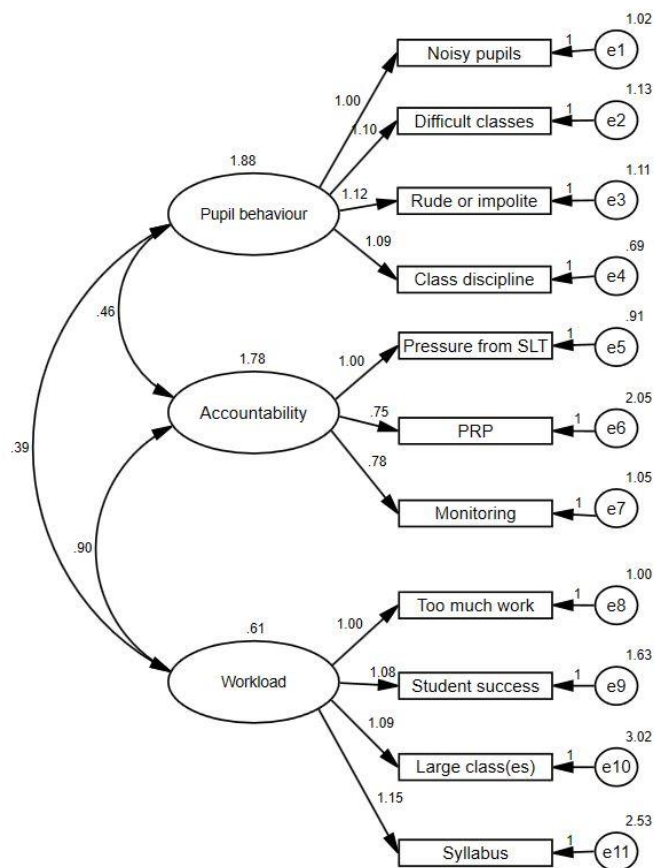 1.02
1
e1
Noisy pupils
1.00
1.13
1
e2
Difficult classes
1.10
1.88
1.11
1
e3
Rude or impolite
1.12
Pupil behaviour
1.09
.69
1
e4
Class discipline
.46
.91
1
e5
Pressure from SLT
1.78
1.00
2.05
Accountability
.75
PRP
1
e6
.39
.78
1.05
Monitoring
1
e7
.90
1.00
Too much work
1
e8
.61
1.00
1.63
Workload
1.08
Student success
1
e9
1.09
3.02
Large class(es)
1
e10
1.15
2.53
Syllabus
1
e11